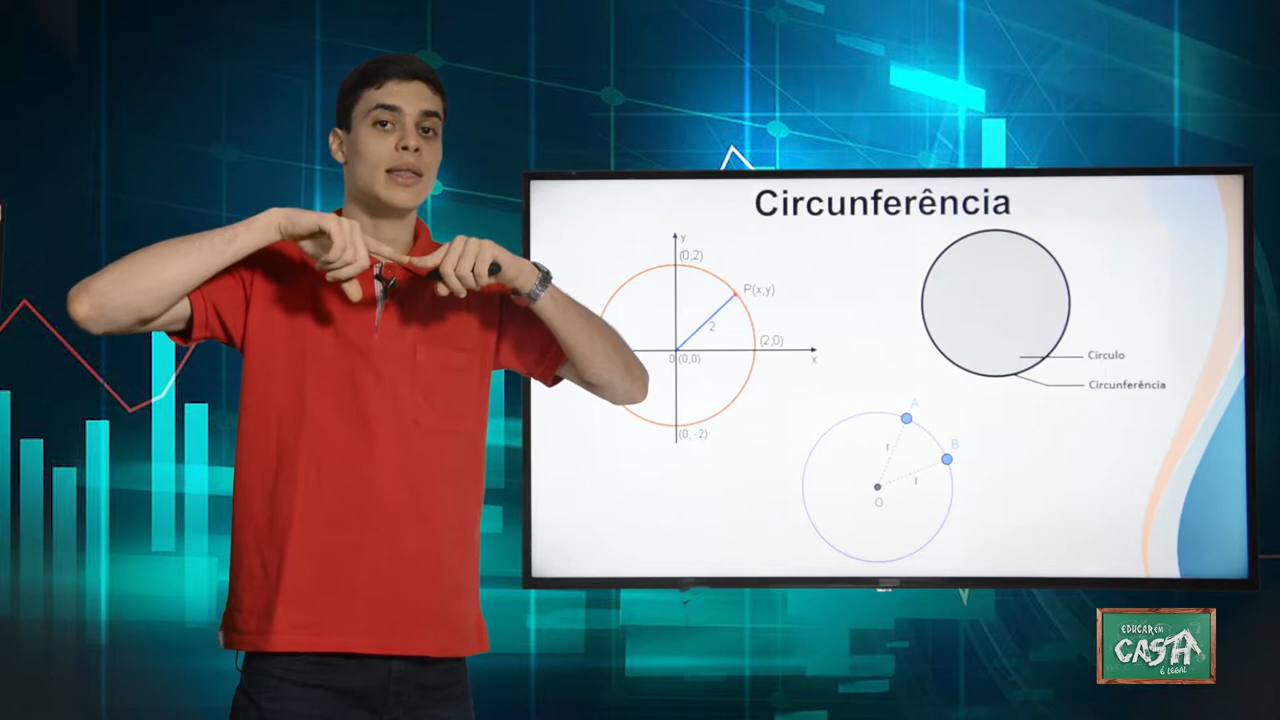 Circunferência
y
(0,2)
P(x;y)
2
(2;0)
0
(0,0)
x
(0,-2)
Círculo
Circunferência
A
B
r
r
O
EDUCAR EM
CASA
É LEGAL